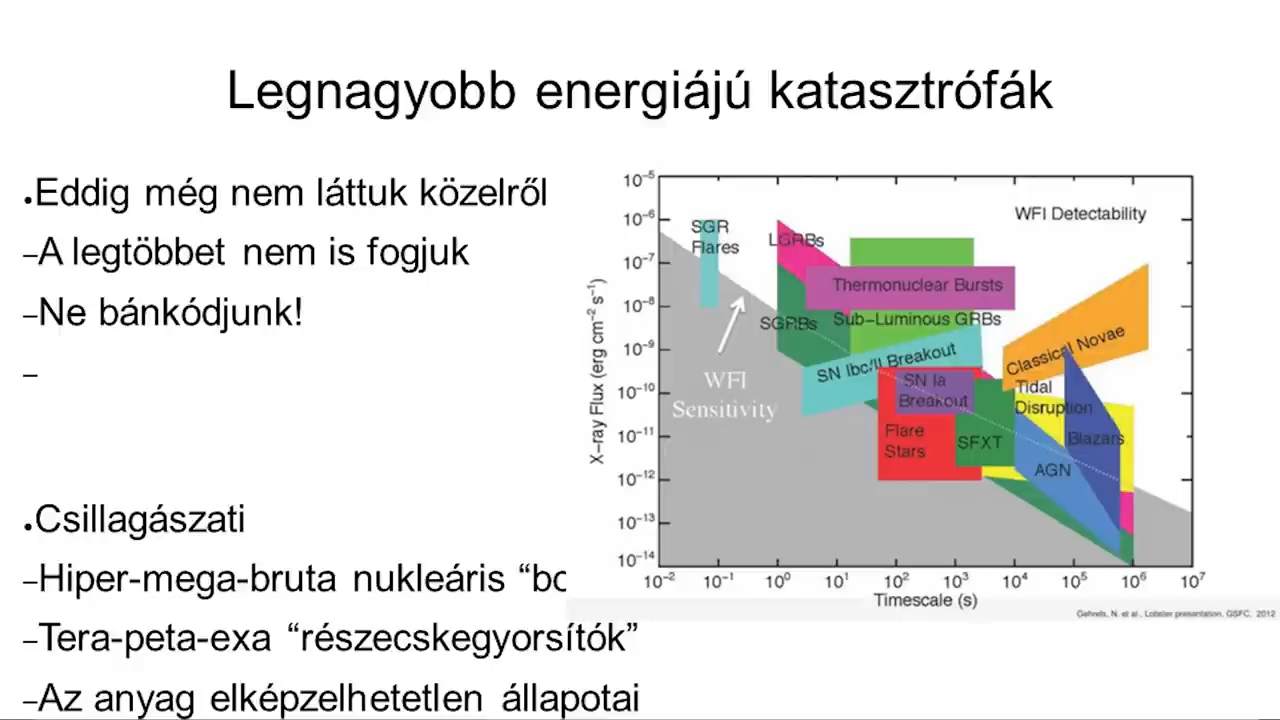 Legnagyobb energiájú katasztrófák
●Eddig még nem láttuk közelről
–A legtöbbet nem is fogjuk
–Ne bánkódjunk!
–
●Csillagászati
–Hiper-mega-bruta nukleáris “bo
–Tera-peta-exa “részecskegyorsítók”
–Az anyag elképzelhetetlen állapotai
X–ray Flux (erg cm⁻² s⁻¹)
10⁻⁵
10⁻⁶
10⁻⁷
10⁻⁸
10⁻⁹
10⁻¹⁰
10⁻¹¹
10⁻¹²
10⁻¹³
10⁻¹⁴
WFI Detectability
SGR
Flares
LGRBs
Thermonuclear Bursts
SGRBs
Sub–Luminous GRBs
SN Ibc/II Breakout
Classical Novae
WFI
Sensitivity
SN Ia
Breakout
Tidal
Disruption
Flare
Stars
SFXT
Blazars
AGN
10⁻² 10⁻¹ 10⁰ 10¹ 10² 10³ 10⁴ 10⁵ 10⁶ 10⁷
Timescale (s)
Gehrels, N. et al., Lobster presentation, GSFC, 2012